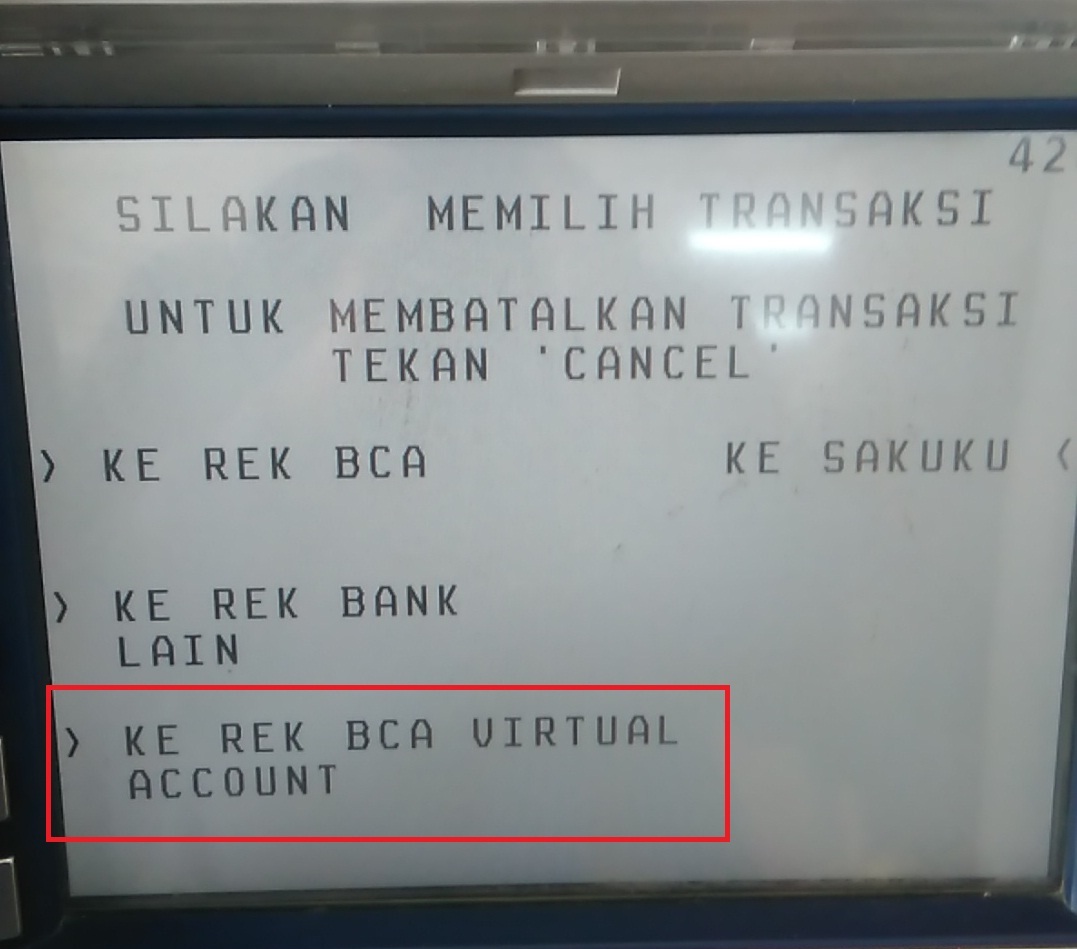 42
SILAKAN MEMILIH TRANSAKSI
UNTUK MEMBATALKAN TRANSAKSI
TEKAN 'CANCEL'
> KE REK BCA
KE SAKUKU <
> KE REK BANK
LAIN
> KE REK BCA VIRTUAL
ACCOUNT